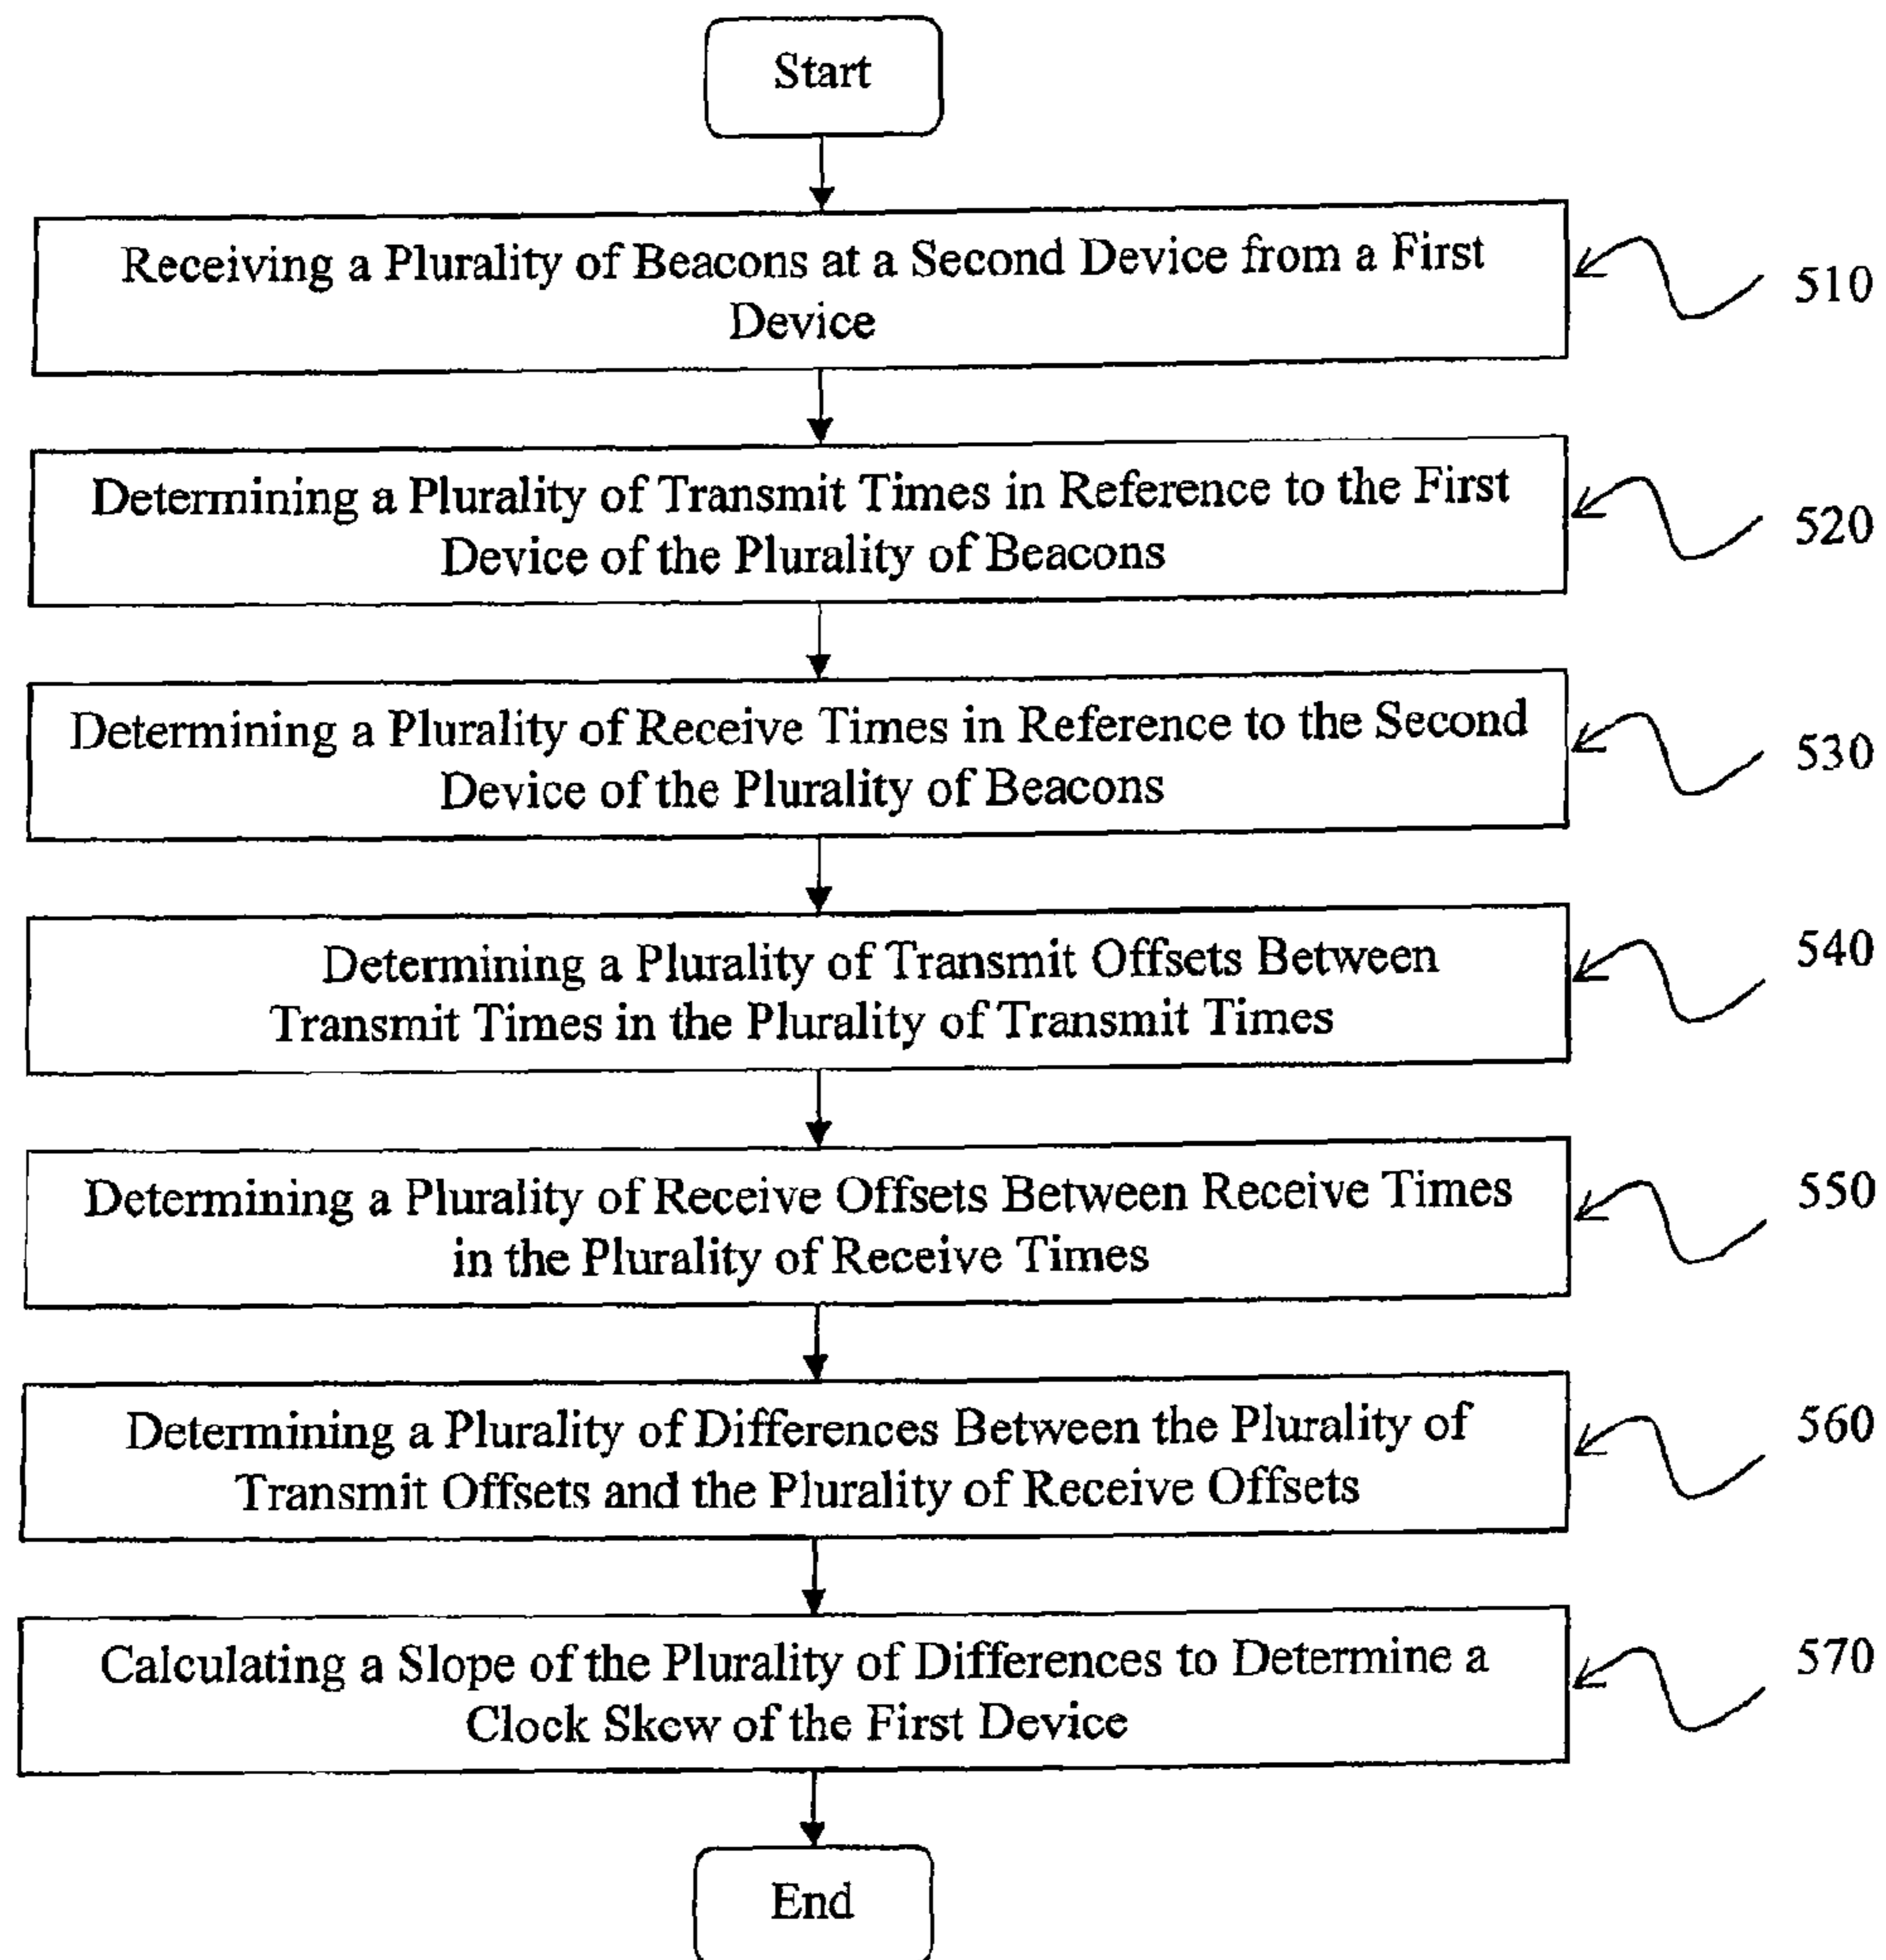 Start
Receiving a Plurality of Beacons at a Second Device from a First
Device
510
Determining a Plurality of Transmit Times in Reference to the First
Device of the Plurality of Beacons
520
Determining a Plurality of Receive Times in Reference to the Second
Device of the Plurality of Beacons
530
Determining a Plurality of Transmit Offsets Between
Transmit Times in the Plurality of Transmit Times
540
Determining a Plurality of Receive Offsets Between Receive Times
in the Plurality of Receive Times
550
Determining a Plurality of Differences Between the Plurality of
Transmit Offsets and the Plurality of Receive Offsets
560
Calculating a Slope of the Plurality of Differences to Determine a
Clock Skew of the First Device
570
End